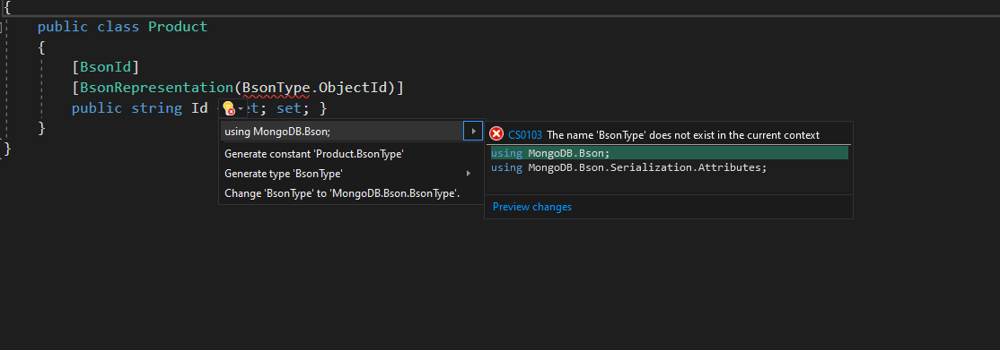 {
public class Product
{
[BsonId]
[BsonRepresentation(BsonType.ObjectId)]
public string Id et; set; }
}
}
using MongoDB.Bson;
Generate constant 'Product.BsonType'
Generate type 'BsonType'
Change 'BsonType' to 'MongoDB.Bson.BsonType'.
CS0103 The name 'BsonType' does not exist in the current context
using MongoDB.Bson;
using MongoDB.Bson.Serialization.Attributes;
Preview changes